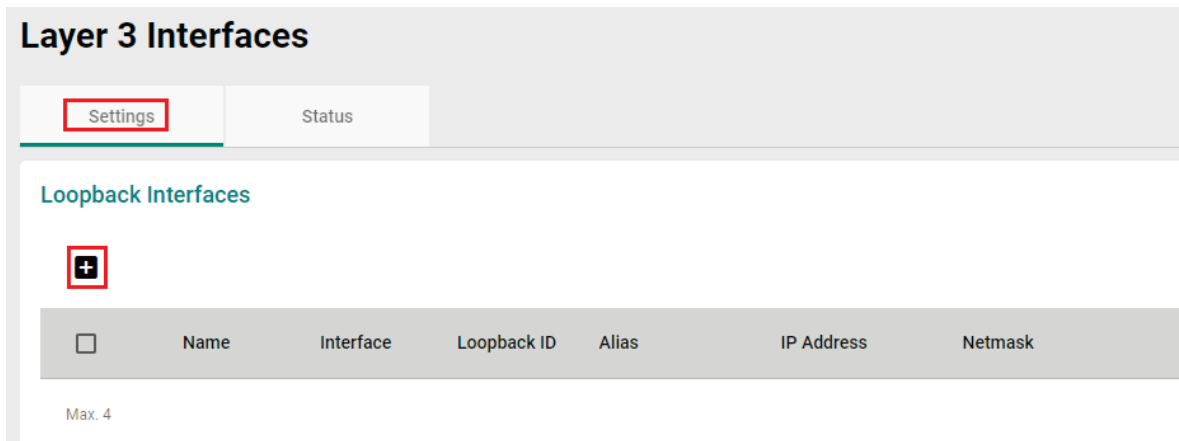 Layer 3 Interfaces
Settings Status
Loopback Interfaces
Name Interface Loopback ID Alias IP Address Netmask
Max. 4